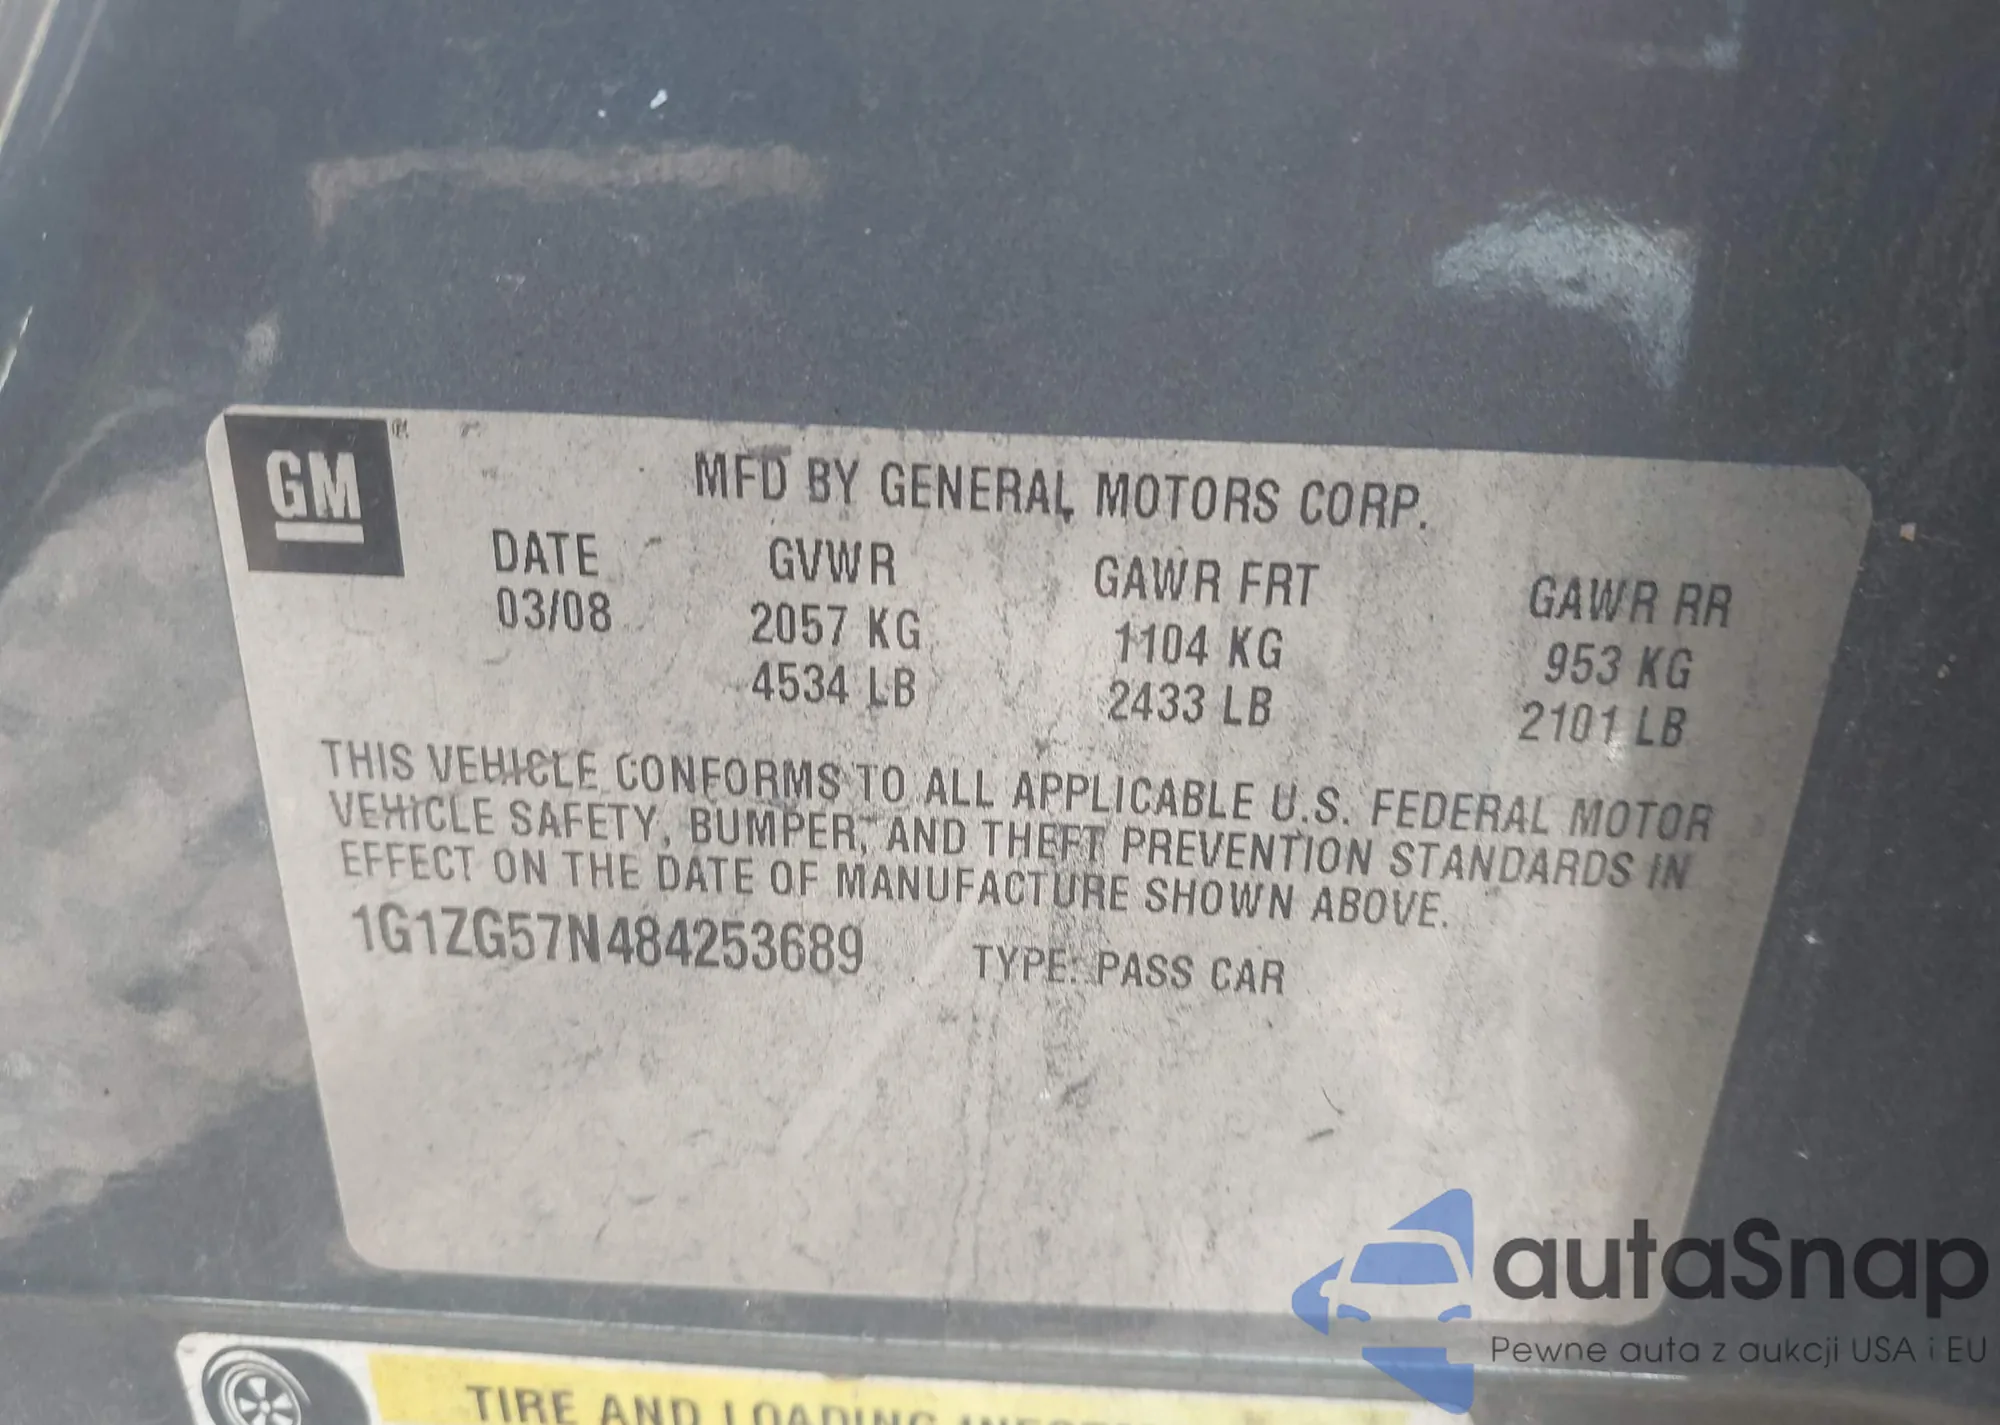 GM
MFD BY GENERAL MOTORS CORP.
DATE GVWR GAWR FRT GAWR RR
03/08 2057 KG 1104 KG 953 KG
4534 LB 2433 LB 2101 LB
THIS VEHICLE CONFORMS TO ALL APPLICABLE U.S. FEDERAL MOTOR
VEHICLE SAFETY, BUMPER, AND THEFT PREVENTION STANDARDS IN
EFFECT ON THE DATE OF MANUFACTURE SHOWN ABOVE.
1G1ZG57N484253689 TYPE: PASS CAR
autaSnap
Pewne auta z aukcji USA i EU
TIRE AND LOADING